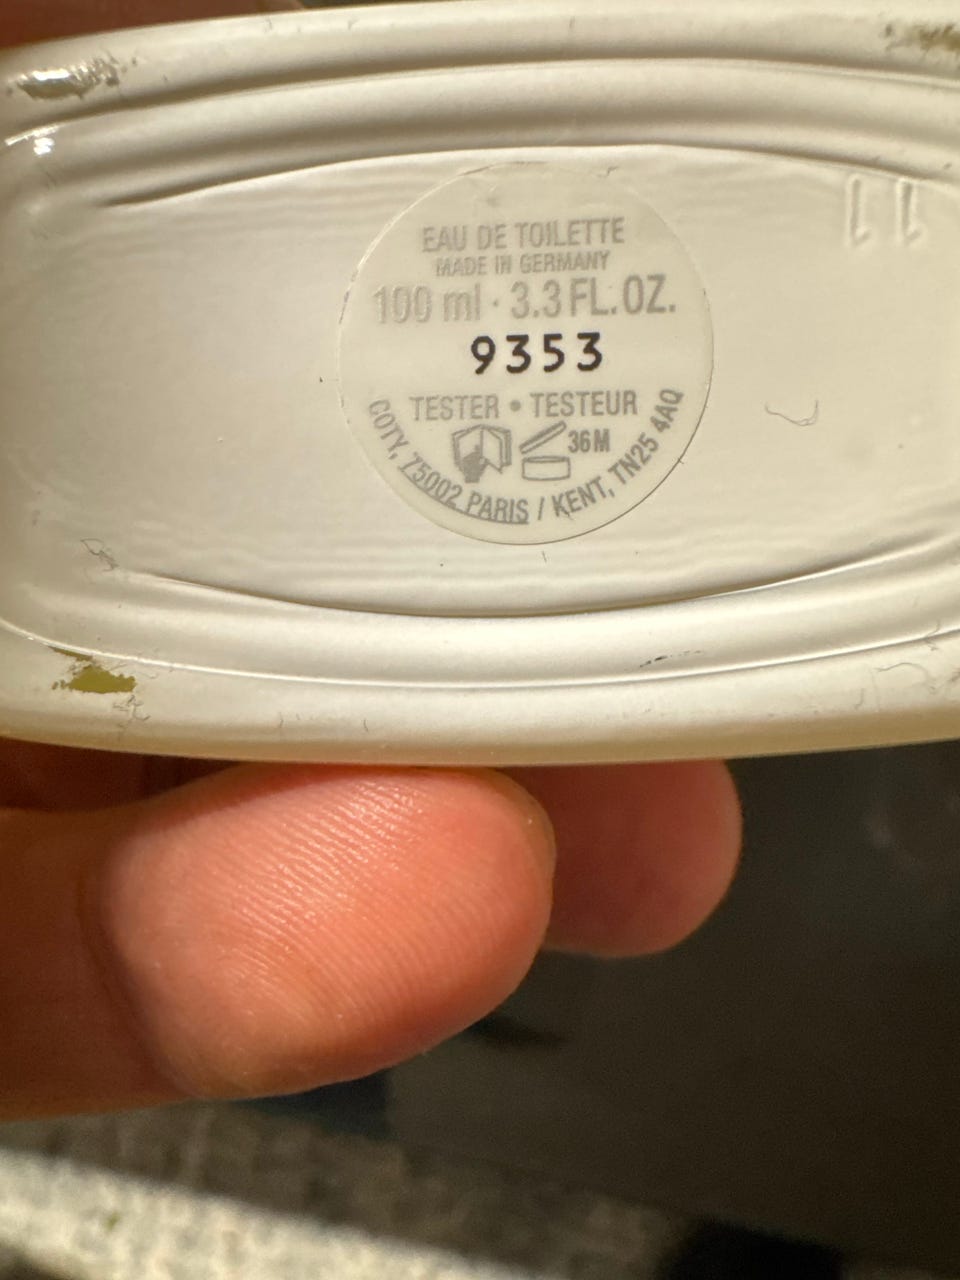 EAU DE TOILETTE
MADE IN GERMANY
100 ml · 3.3 FL. OZ.
9353
TESTER • TESTEUR
36M
COTY, 75002 PARIS / KENT, TN25 4AQ
11